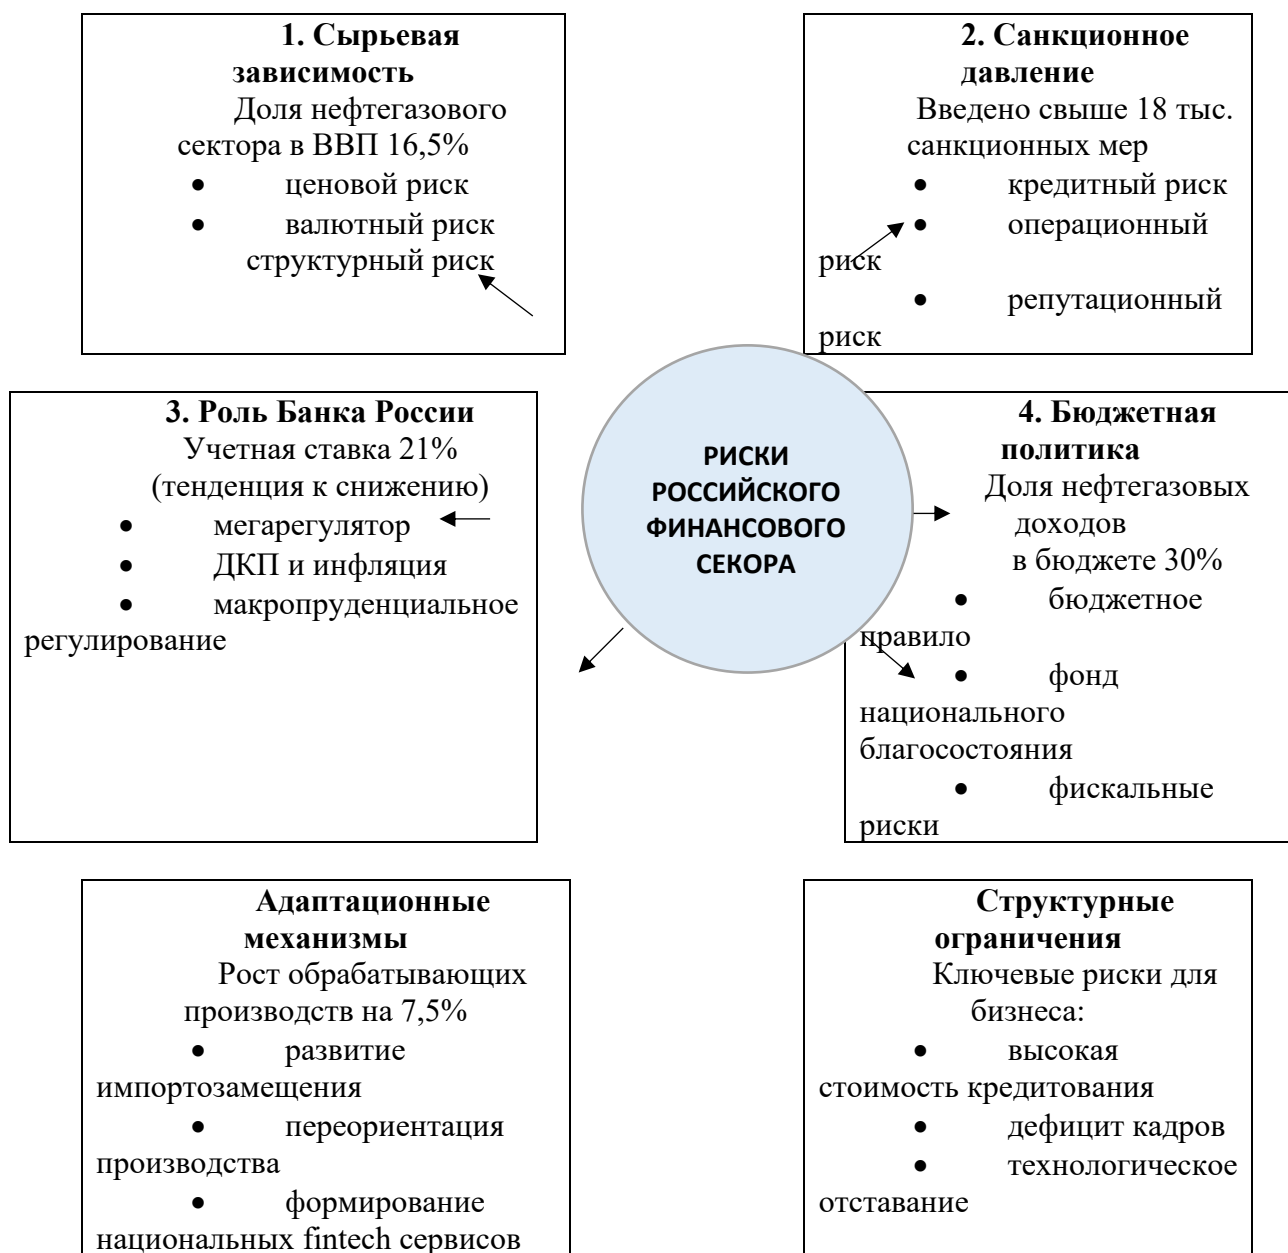 1. Сырьевая
зависимость
Доля нефтегазового
сектора в ВВП 16,5%
• ценовой риск
• валютный риск
структурный риск
2. Санкционное
давление
Введено свыше 18 тыс.
санкционных мер
• кредитный риск
• операционный
риск
• репутационный
риск
3. Роль Банка России
Учетная ставка 21%
(тенденция к снижению)
• мегарегулятор
• ДКП и инфляция
• макропруденциальное
регулирование
РИСКИ
РОССИЙСКОГО
ФИНАНСОВОГО
СЕКОРА
4. Бюджетная
политика
Доля нефтегазовых
доходов
в бюджете 30%
• бюджетное
правило
• фонд
национального
благосостояния
• фискальные
риски
Адаптационные
механизмы
Рост обрабатывающих
производств на 7,5%
• развитие
импортозамещения
• переориентация
производства
• формирование
национальных fintech сервисов
Структурные
ограничения
Ключевые риски для
бизнеса:
• высокая
стоимость кредитования
• дефицит кадров
• технологическое
отставание